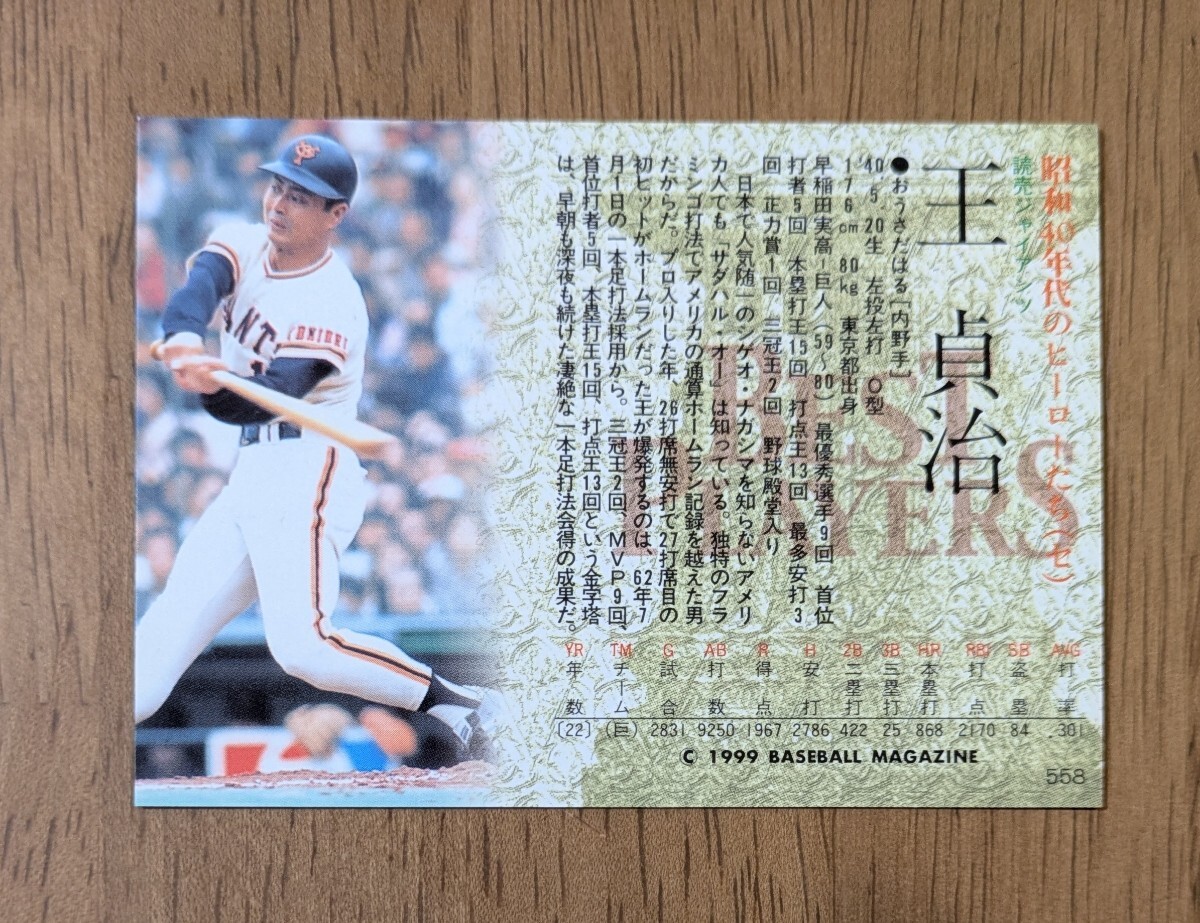 昭和40年代のヒーローたち(セ)
読売ジャイアンツ
王 貞治
●おうさだはる[内野手]
'40.5.20生 左投左打 O型
176cm 80kg 東京都出身
早稲田実高-巨人(59~80) 最優秀選手9回 首位
打者5回 本塁打王15回 打点王13回 最多安打3
回 正力賞1回 三冠王2回 野球殿堂入り
日本で人気随一のシゲオ・ナガシマを知らないアメリ
カ人でも「サダハル・オー」は知っている。独特のフラ
ミンゴ打法でアメリカの通算ホームラン記録を越えた男
だからだ。プロ入りした年、26打席無安打で27打席目の
初ヒットがホームランだった王が爆発するのは、62年7
月1日の一本足打法採用から。三冠王2回、MVP9回、
首位打者5回、本塁打王15回、打点王13回という金字塔
は、早朝も深夜も続けた凄絶な一本足打法会得の成果だ。
BEST
PLAYERS
YR TM G AB R H 2B 3B HR RBI SB AVG
年数 チーム 試合 打数 得点 安打 二塁打 三塁打 本塁打 打点 盗塁 打率
[22] (巨) 2831 9250 1967 2786 422 25 868 2170 84 .301
© 1999 BASEBALL MAGAZINE
558
YG
ANT
YOMIURI